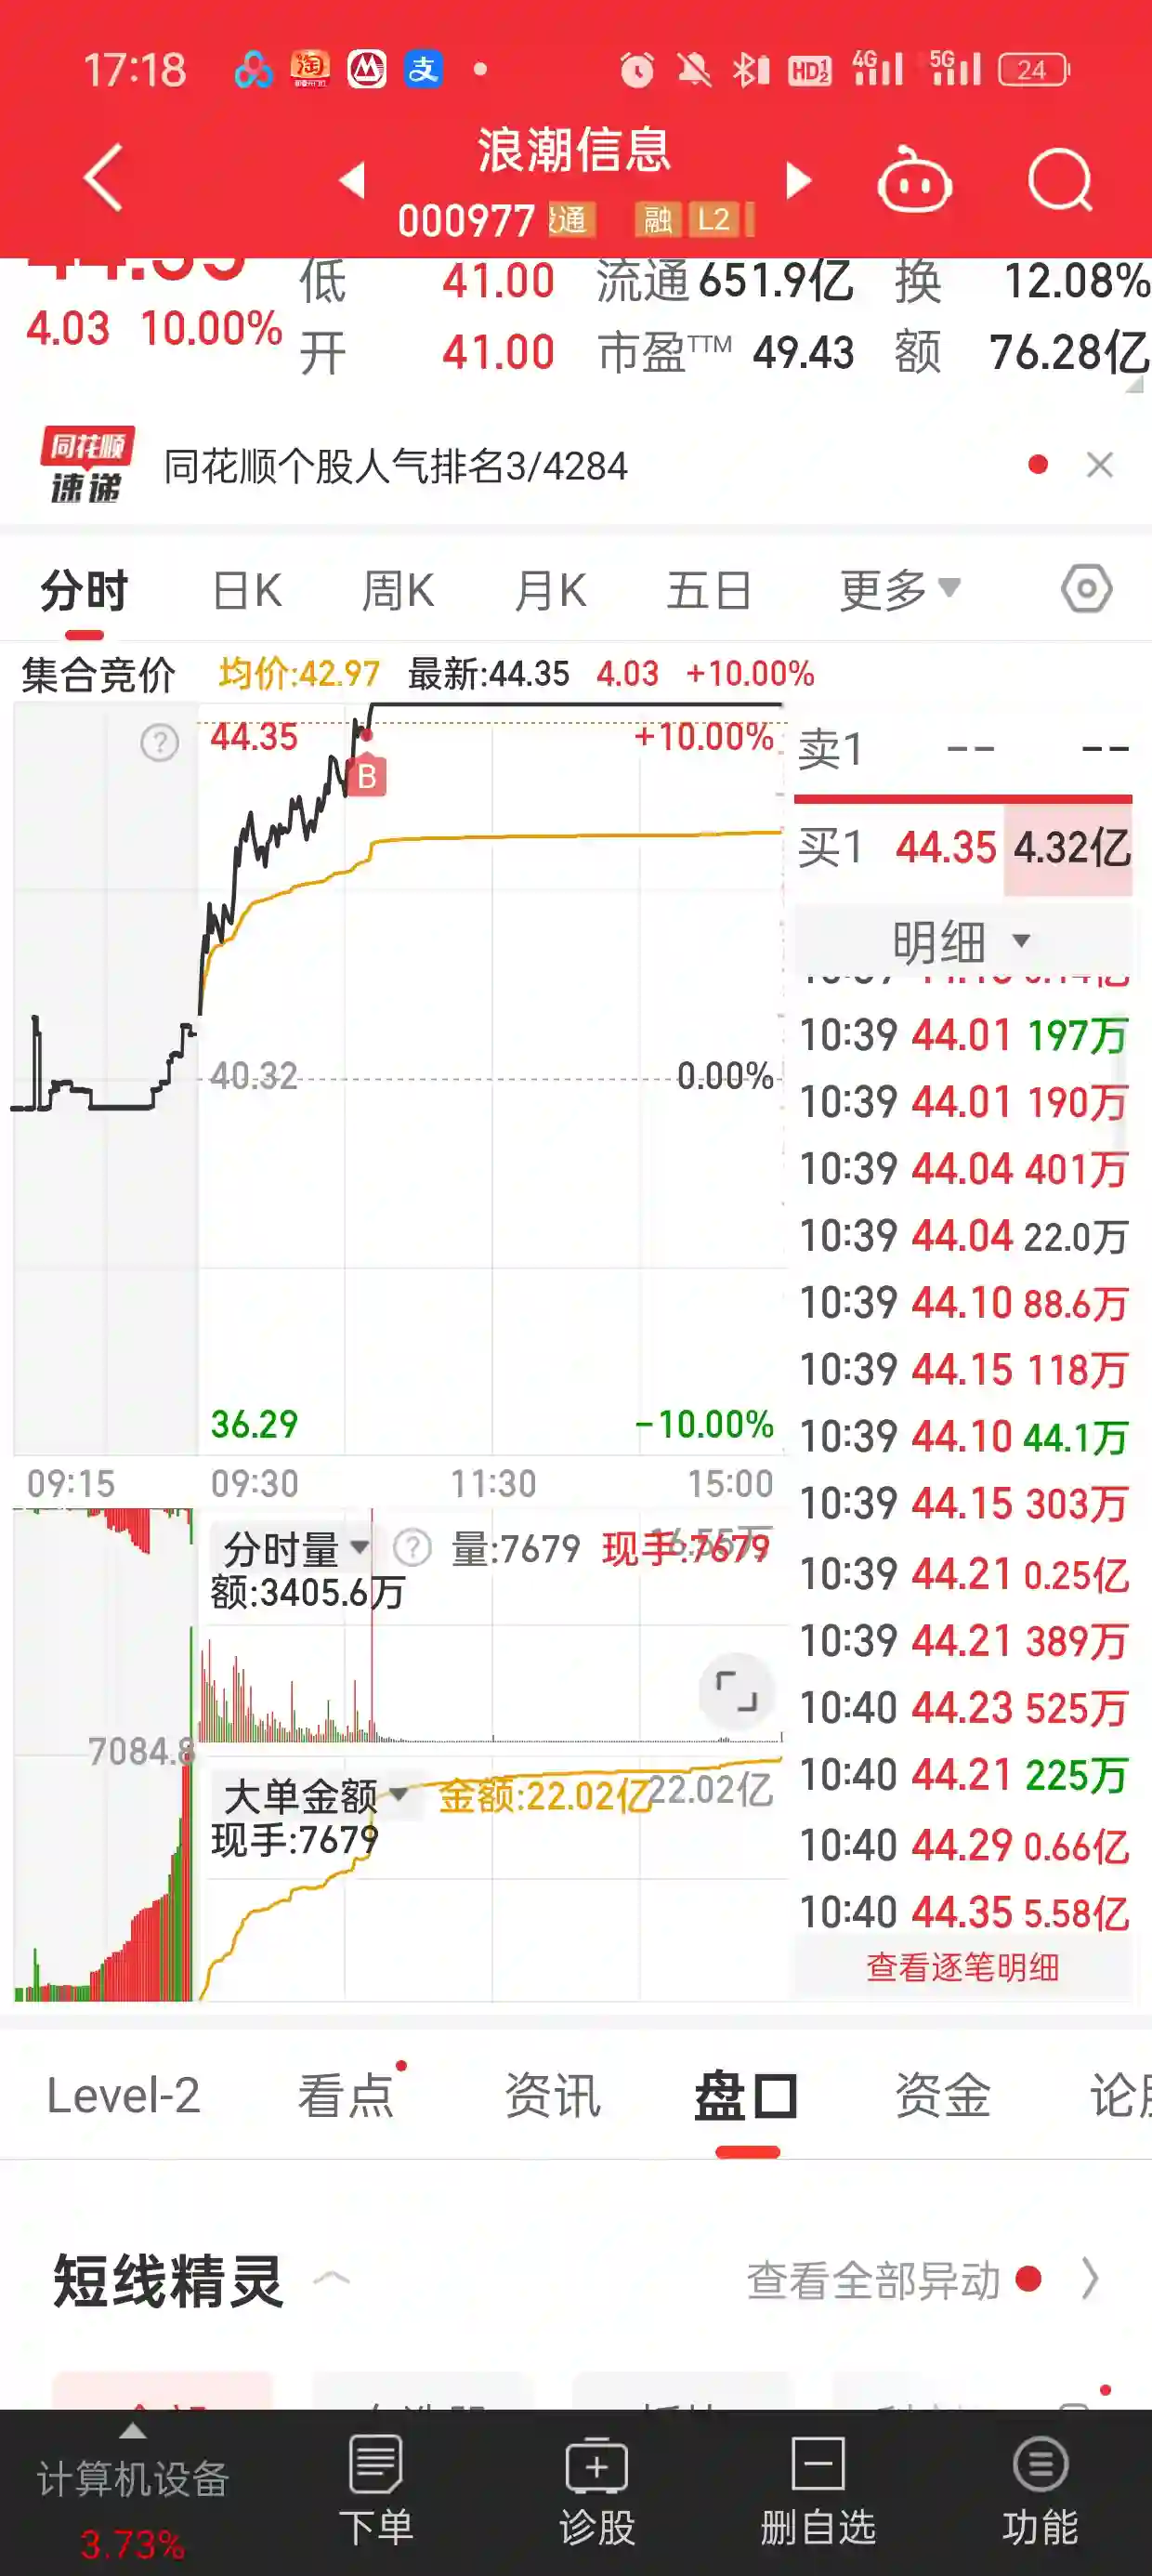 17:18 淘 支 HD1 2 4G 5G 24
浪潮信息
000977 通 融 L2
低 41.00 流通 651.9亿 换 12.08%
4.03 10.00%
开 41.00 市盈TTM 49.43 额 76.28亿
同花顺
速递
同花顺个股人气排名3/4284
分时 日K 周K 月K 五日 更多
集合竞价 均价:42.97 最新:44.35 4.03 +10.00%
44.35 +10.00%
B
40.32 0.00%
36.29 -10.00%
09:15 09:30 11:30 15:00
卖1 -- --
买1 44.35 4.32亿
明细
10:39 44.01 197万
10:39 44.01 190万
10:39 44.04 401万
10:39 44.04 22.0万
10:39 44.10 88.6万
10:39 44.15 118万
10:39 44.10 44.1万
10:39 44.15 303万
10:39 44.21 0.25亿
10:39 44.21 389万
10:40 44.23 525万
10:40 44.21 225万
10:40 44.29 0.66亿
10:40 44.35 5.58亿
查看逐笔明细
分时量 ? 量:7679 现手:7679
额:3405.6万
7084.8
大单金额 金额:22.02亿 22.02亿
现手:7679
Level-2 看点 资讯 盘口 资金
短线精灵 查看全部异动
计算机设备
3.73%
下单 诊股 删自选 功能